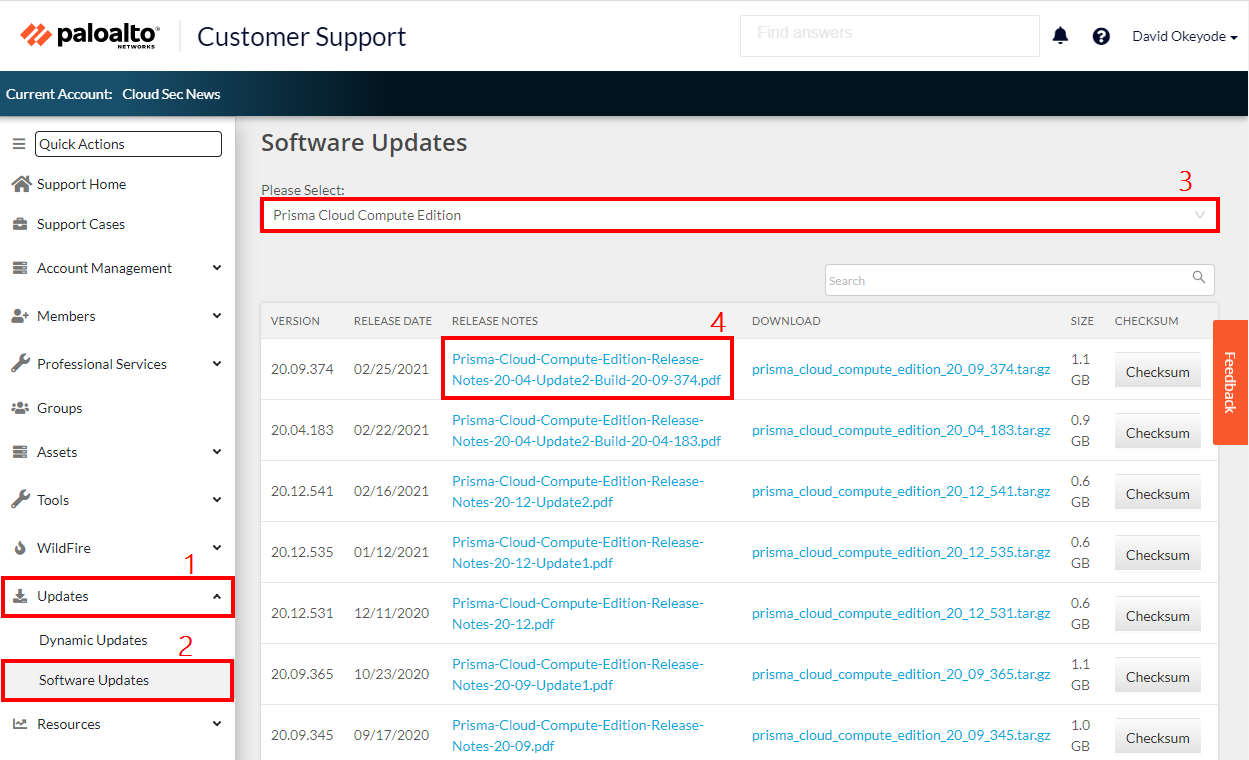 paloalto
NETWORKS
Customer Support
Find answers
David Okeyode
Current Account: Cloud Sec News
Quick Actions
Support Home
Support Cases
Account Management
Members
Professional Services
Groups
Assets
Tools
WildFire
1
Updates
Dynamic Updates
2
Software Updates
Resources
Software Updates
Please Select:
3
Prisma Cloud Compute Edition
Search
VERSION RELEASE DATE RELEASE NOTES 4 DOWNLOAD SIZE CHECKSUM
20.09.374 02/25/2021 Prisma-Cloud-Compute-Edition-Release- prisma_cloud_compute_edition_20_09_374.tar.gz 1.1 Checksum
Notes-20-04-Update2-Build-20-09-374.pdf GB
20.04.183 02/22/2021 Prisma-Cloud-Compute-Edition-Release- prisma_cloud_compute_edition_20_04_183.tar.gz 0.9 Checksum
Notes-20-04-Update2-Build-20-04-183.pdf GB
20.12.541 02/16/2021 Prisma-Cloud-Compute-Edition-Release- prisma_cloud_compute_edition_20_12_541.tar.gz 0.6 Checksum
Notes-20-12-Update2.pdf GB
20.12.535 01/12/2021 Prisma-Cloud-Compute-Edition-Release- prisma_cloud_compute_edition_20_12_535.tar.gz 0.6 Checksum
Notes-20-12-Update1.pdf GB
20.12.531 12/11/2020 Prisma-Cloud-Compute-Edition-Release- prisma_cloud_compute_edition_20_12_531.tar.gz 0.6 Checksum
Notes-20-12.pdf GB
20.09.365 10/23/2020 Prisma-Cloud-Compute-Edition-Release- prisma_cloud_compute_edition_20_09_365.tar.gz 1.1 Checksum
Notes-20-09-Update1.pdf GB
20.09.345 09/17/2020 Prisma-Cloud-Compute-Edition-Release- prisma_cloud_compute_edition_20_09_345.tar.gz 1.0 Checksum
Notes-20-09.pdf GB
Feedback